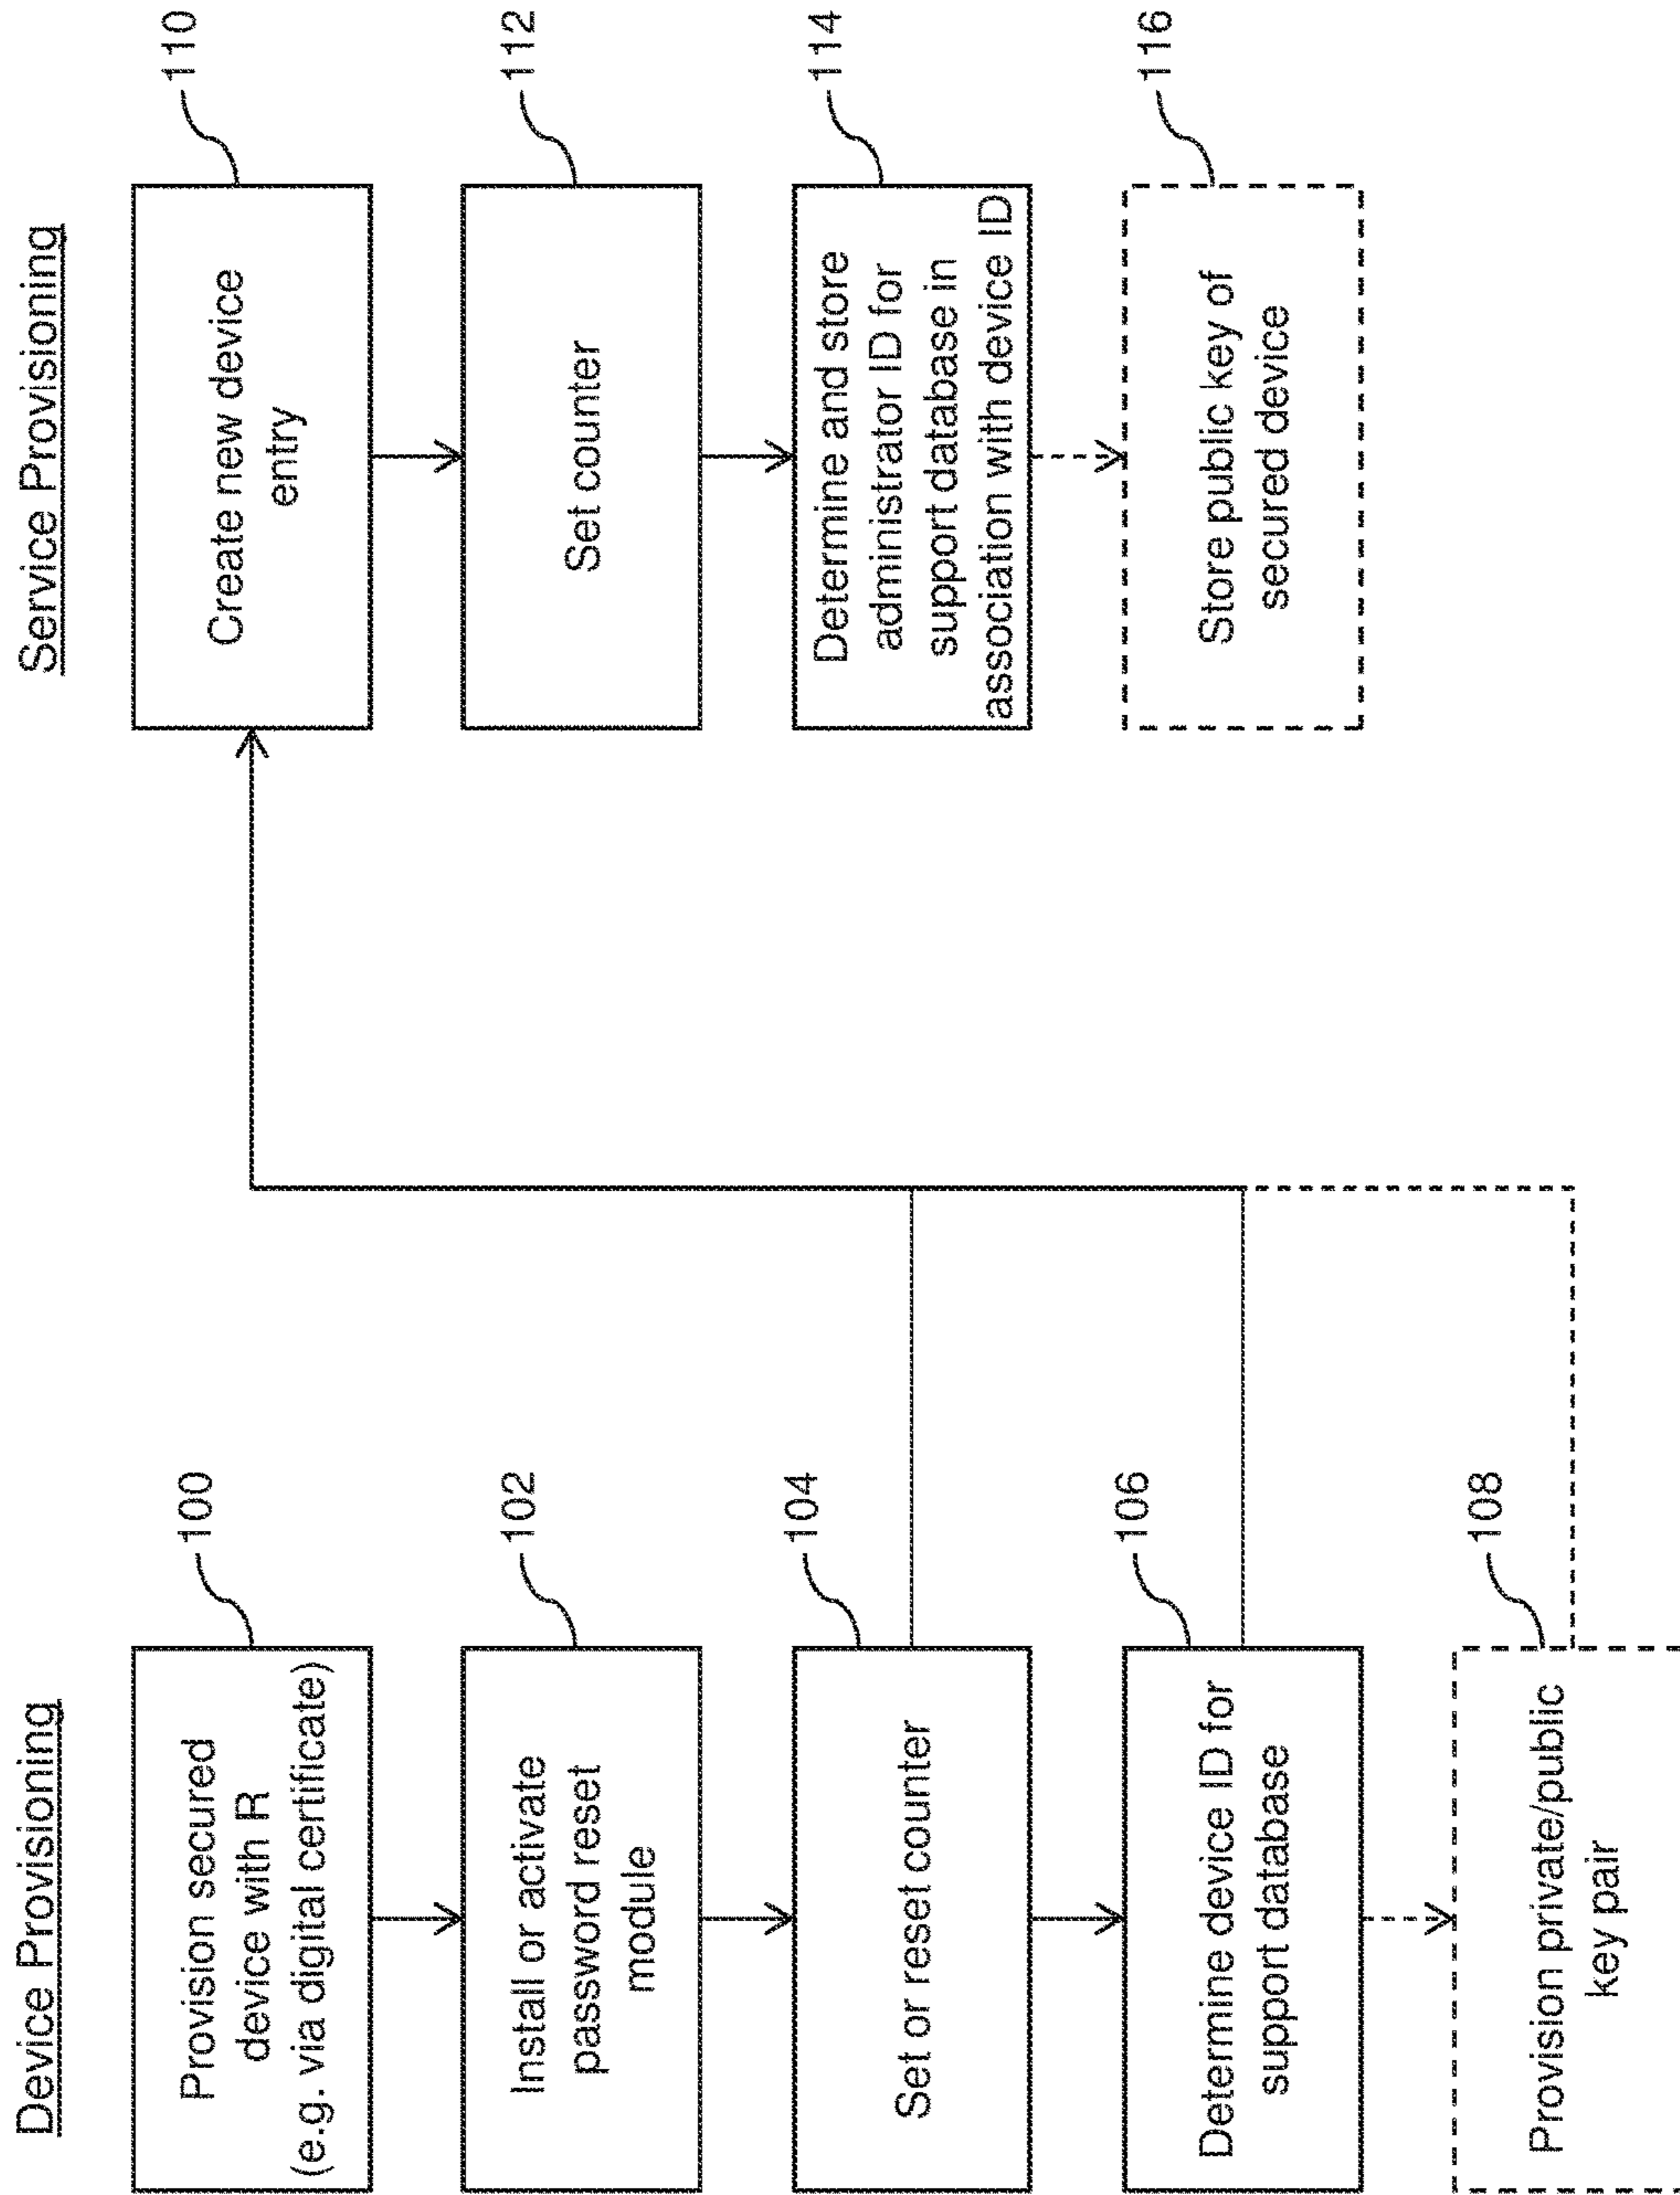 Device Provisioning
Provision secured
device with R
(e.g. via digital certificate)
100
Install or activate
password reset
module
102
Set or reset counter
104
Determine device ID for
support database
106
Provision private/public
key pair
108
Service Provisioning
Create new device
entry
110
Set counter
112
Determine and store
administrator ID for
support database in
association with device ID
114
Store public key of
secured device
116